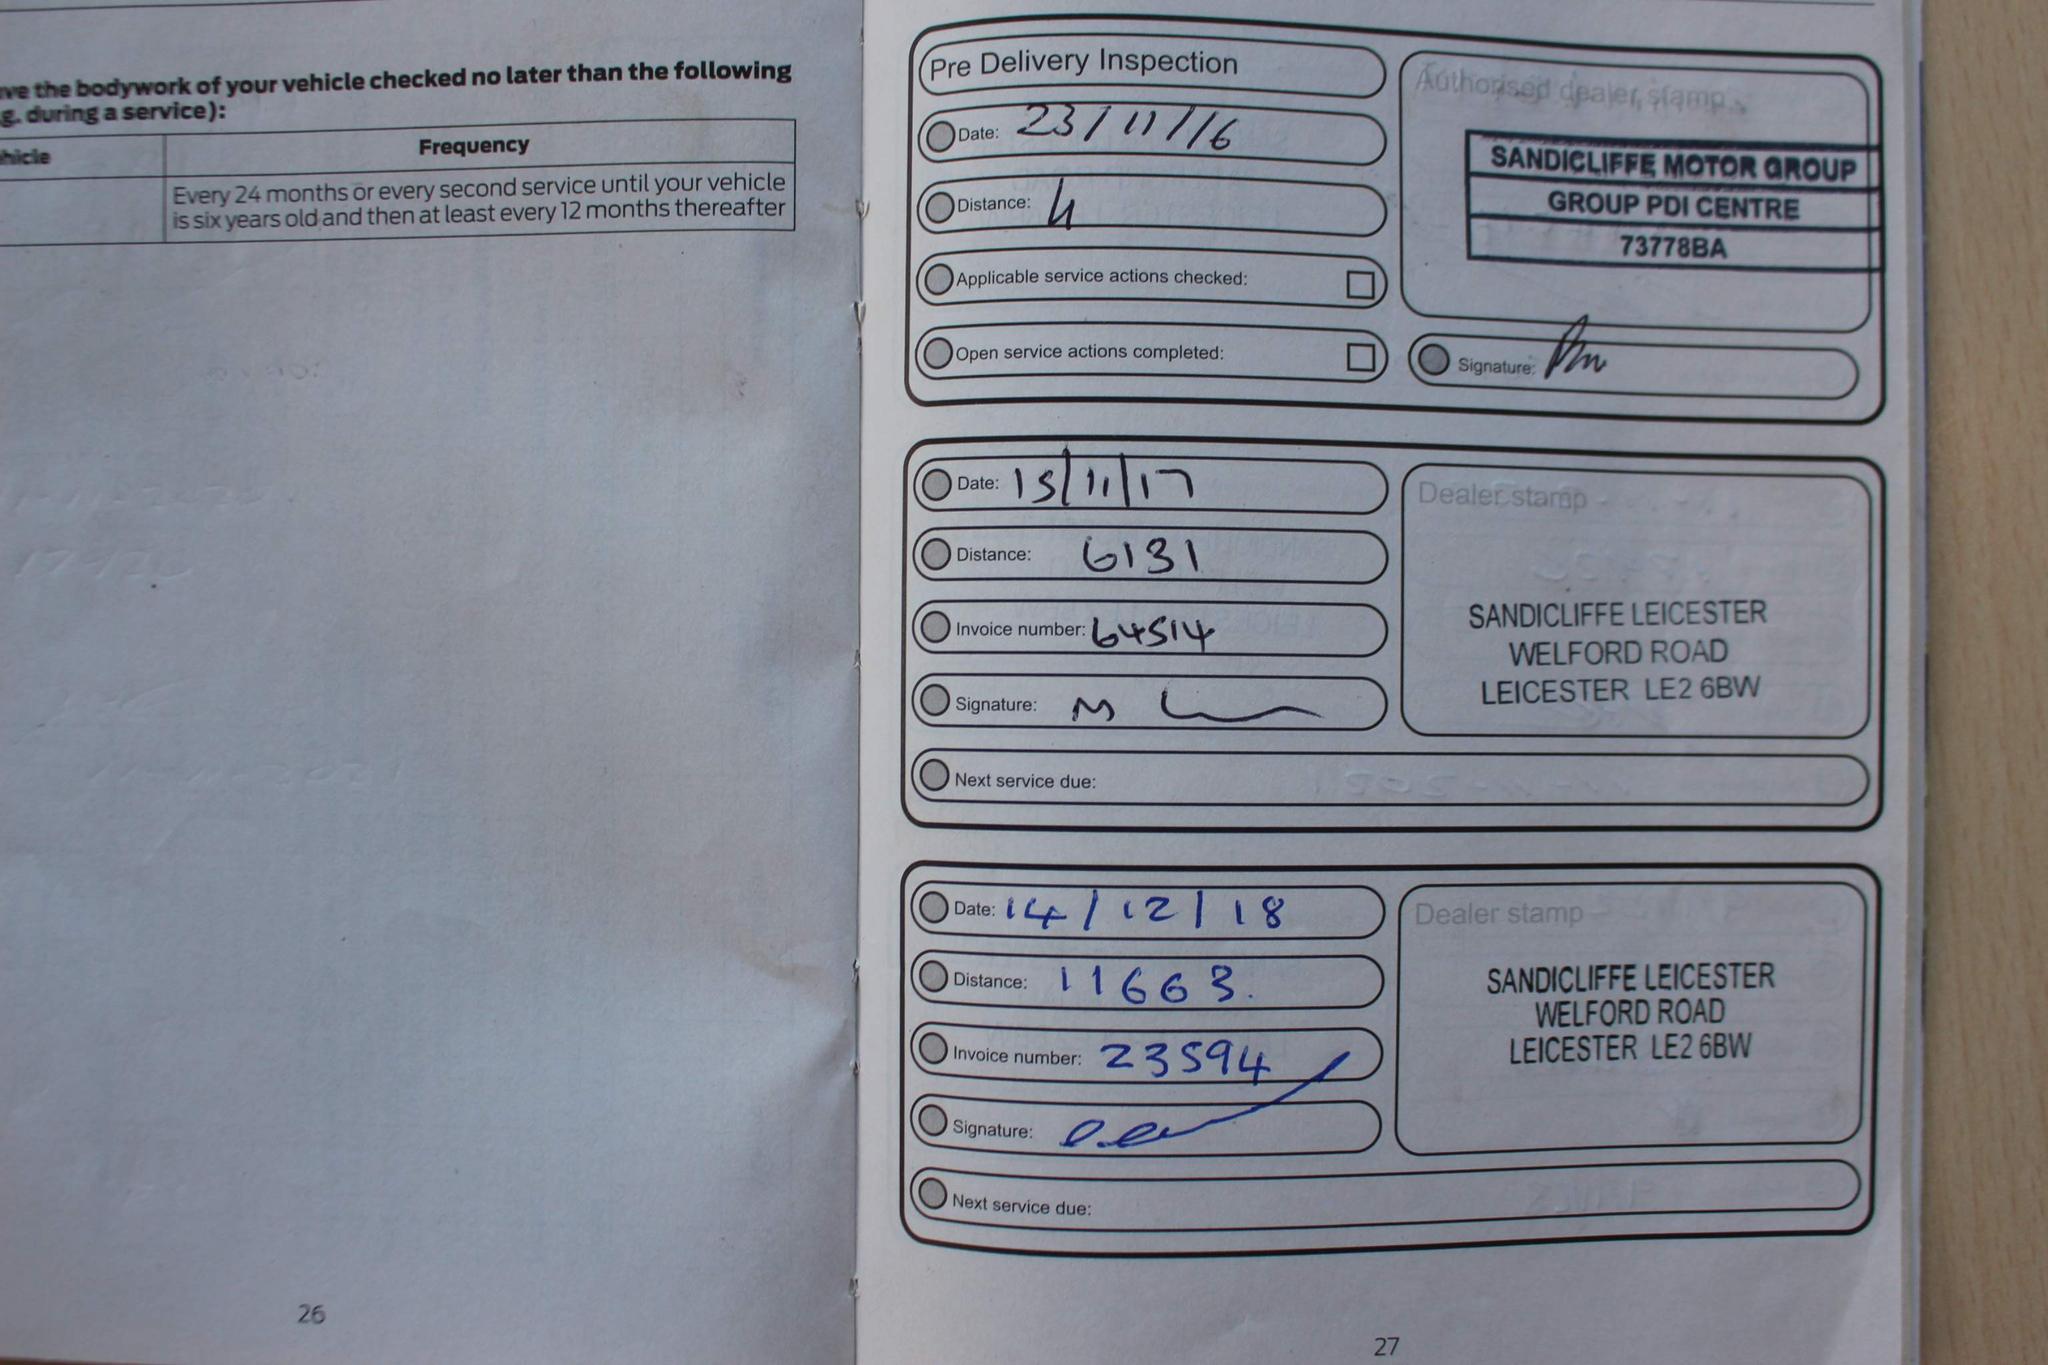 ave the bodywork of your vehicle checked no later than the following
.g. during a service):
hicle
Frequency
Every 24 months or every second service until your vehicle
is six years old and then at least every 12 months thereafter
26
Pre Delivery Inspection
Date: 23/11/16
Distance: 4
Applicable service actions checked:
Open service actions completed:
Authorised dealer stamp
SANDICLIFFE MOTOR GROUP
GROUP PDI CENTRE
73778BA
Signature:
Date: 15/11/17
Distance: 6131
Invoice number: 64514
Signature:
Next service due:
Dealer stamp
SANDICLIFFE LEICESTER
WELFORD ROAD
LEICESTER LE2 6BW
Date: 14/12/18
Distance: 11663.
Invoice number: 23594
Signature:
Next service due:
Dealer stamp
SANDICLIFFE LEICESTER
WELFORD ROAD
LEICESTER LE2 6BW
27